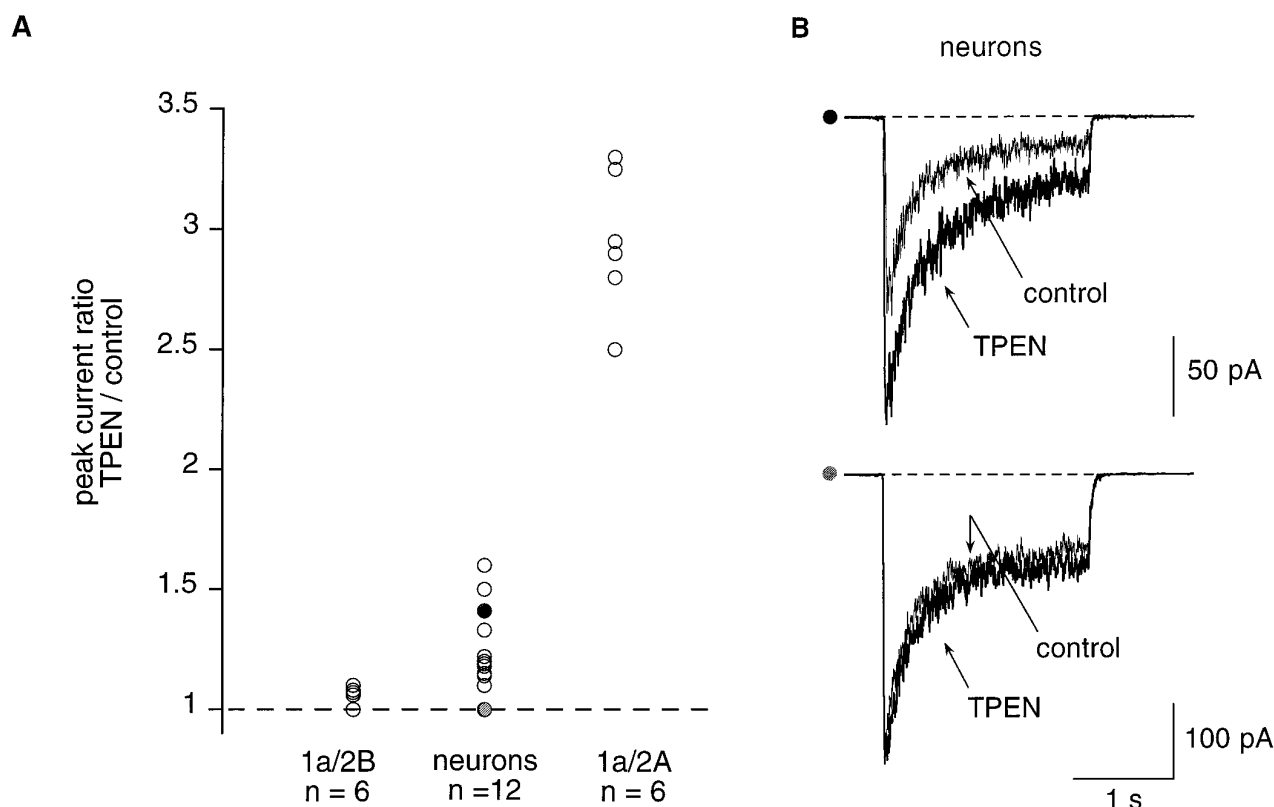 A
3.5
3
2.5
2
1.5
1
peak current ratio
TPEN / control
1a/2B
n = 6
neurons
n =12
1a/2A
n = 6
B
neurons
control
TPEN
50 pA
control
TPEN
100 pA
1 s